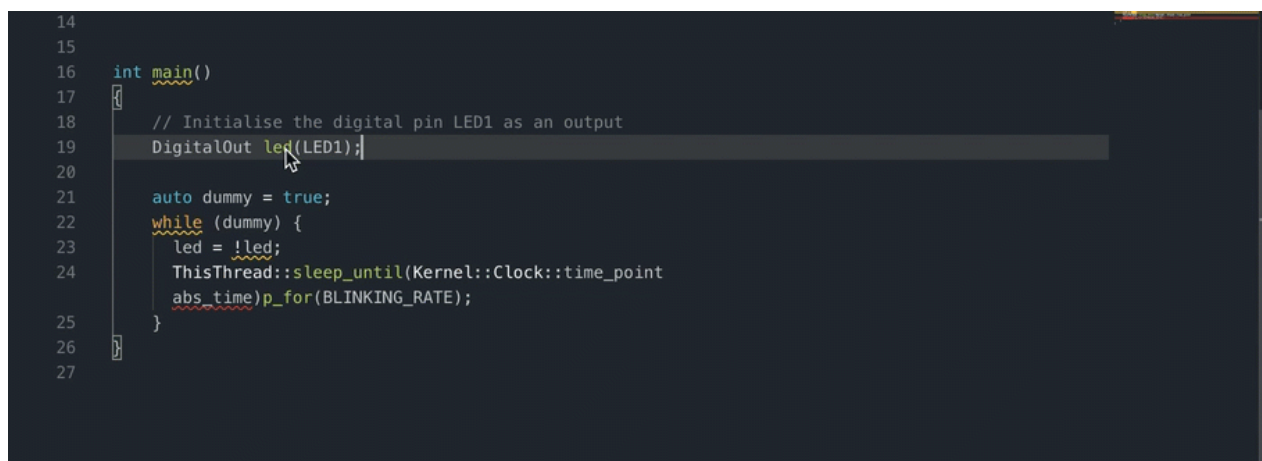 14
15
16 int main()
17 {
18 // Initialise the digital pin LED1 as an output
19 DigitalOut led(LED1);
20
21 auto dummy = true;
22 while (dummy) {
23 led = !led;
24 ThisThread::sleep_until(Kernel::Clock::time_point
abs_time)p_for(BLINKING_RATE);
25 }
26 }
27